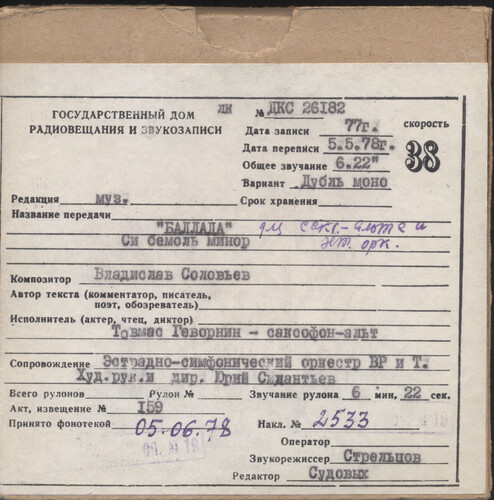 ГОСУДАРСТВЕННЫЙ ДОМ
РАДИОВЕЩАНИЯ И ЗВУКОЗАПИСИ
ЛК № ДКС 26182
Дата записи 77г.
скорость
Дата переписи 5.5.78г.
38
Общее звучание 6.22"
Вариант Дубль моно
Редакция муз.
Срок хранения
Название передачи
"БАЛЛАДА" для сакс.-альта и
Си бемоль минор эст. орк.
Композитор Владислав Соловьев
Автор текста (комментатор, писатель,
поэт, обозреватель)
Исполнитель (актер, чтец, диктор)
Товмас Геворнин - саксофон-альт
Сопровождение Эстрадно-симфонический оркестр ВР и Т.
Худ.рук.и дир. Юрий Силантьев
Всего рулонов Рулон № Звучание рулона 6 мин. 22 сек.
Акт, извещение № 159
Принято фонотекой 05.06.78 Накл. № 2533
Оператор
Звукорежиссер Стрельцов
Редактор Судовых